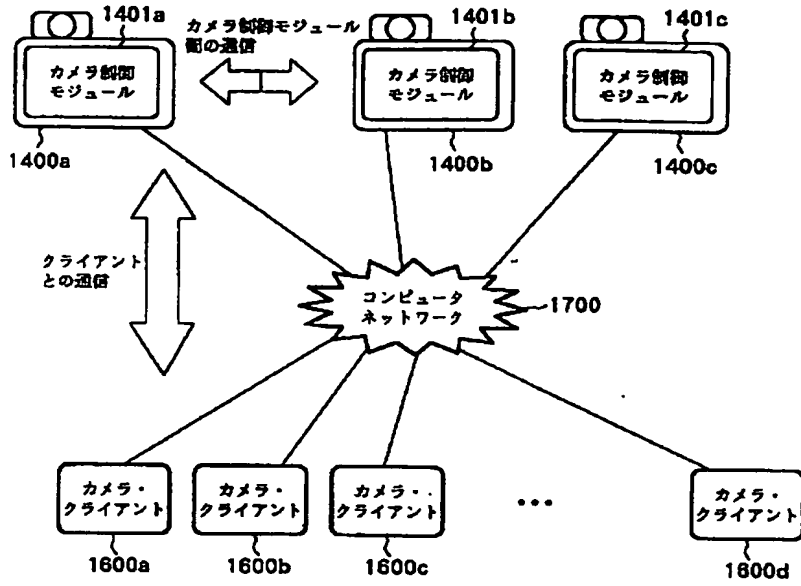 1401a
カメラ制御モジュール
間の通信
1401b
1401c
カメラ制御
モジュール
カメラ制御
モジュール
カメラ制御
モジュール
1400a
1400b
1400c
クライアント
との通信
コンピュータ
ネットワーク
1700
カメラ・
クライアント
カメラ・
クライアント
カメラ・
クライアント
...
カメラ・
クライアント
1600a
1600b
1600c
1600d